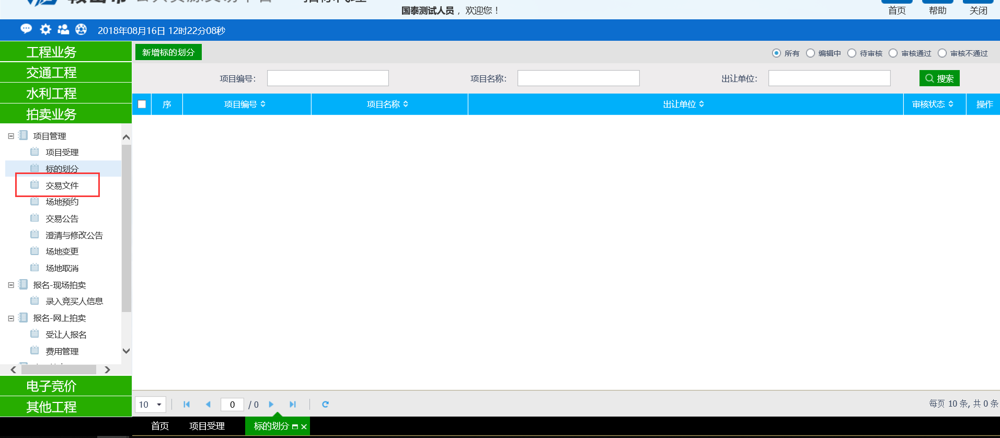 国泰测试人员，欢迎您！
首页 帮助 关闭
2018年08月16日 12时22分08秒
工程业务
交通工程
水利工程
拍卖业务
项目管理
项目受理
标的划分
交易文件
场地预约
交易公告
澄清与修改公告
场地变更
场地取消
报名-现场拍卖
录入竞买人信息
报名-网上拍卖
受让人报名
费用管理
电子竞价
其他工程
新增标的划分
所有 编辑中 待审核 审核通过 审核不通过
项目编号： 项目名称： 出让单位： 搜索
序 项目编号 项目名称 出让单位 审核状态 操作
10 0 / 0 每页 10 条, 共 0 条
首页 项目受理 标的划分